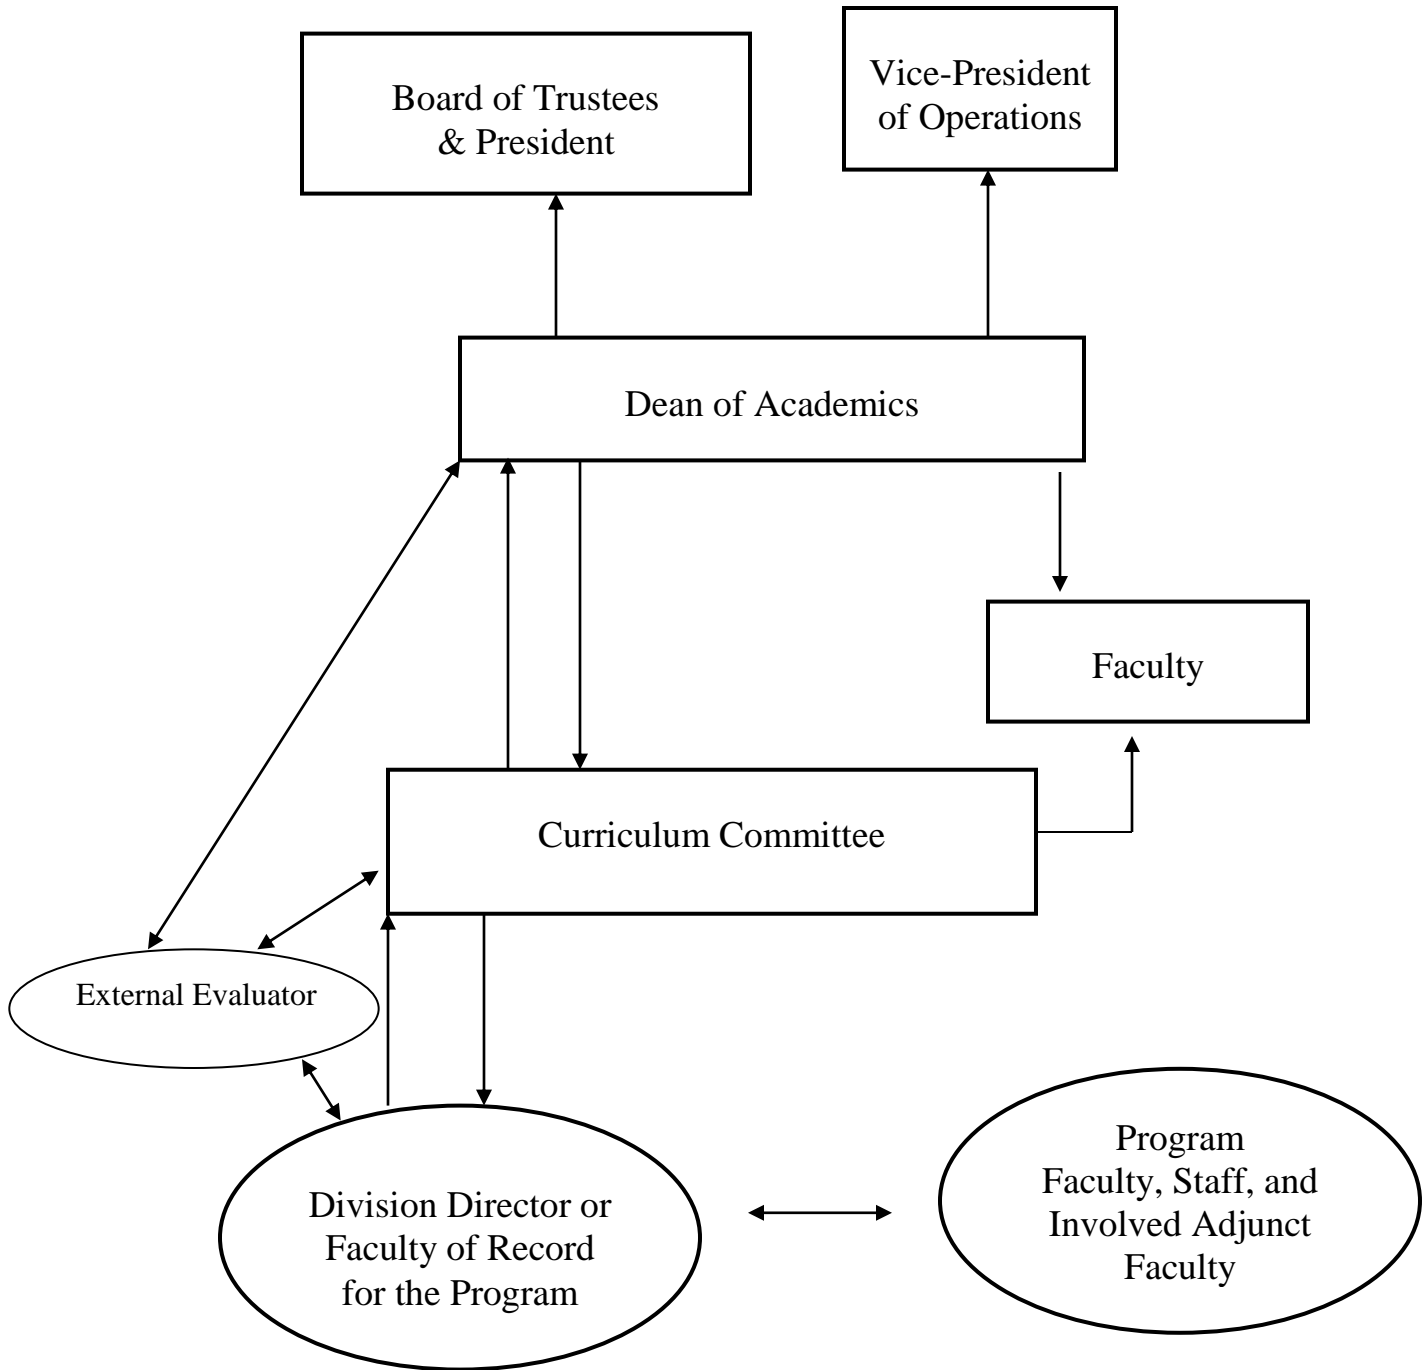 Board of Trustees
& President
Vice-President
of Operations
Dean of Academics
Faculty
Curriculum Committee
External Evaluator
Division Director or
Faculty of Record
for the Program
Program
Faculty, Staff, and
Involved Adjunct
Faculty